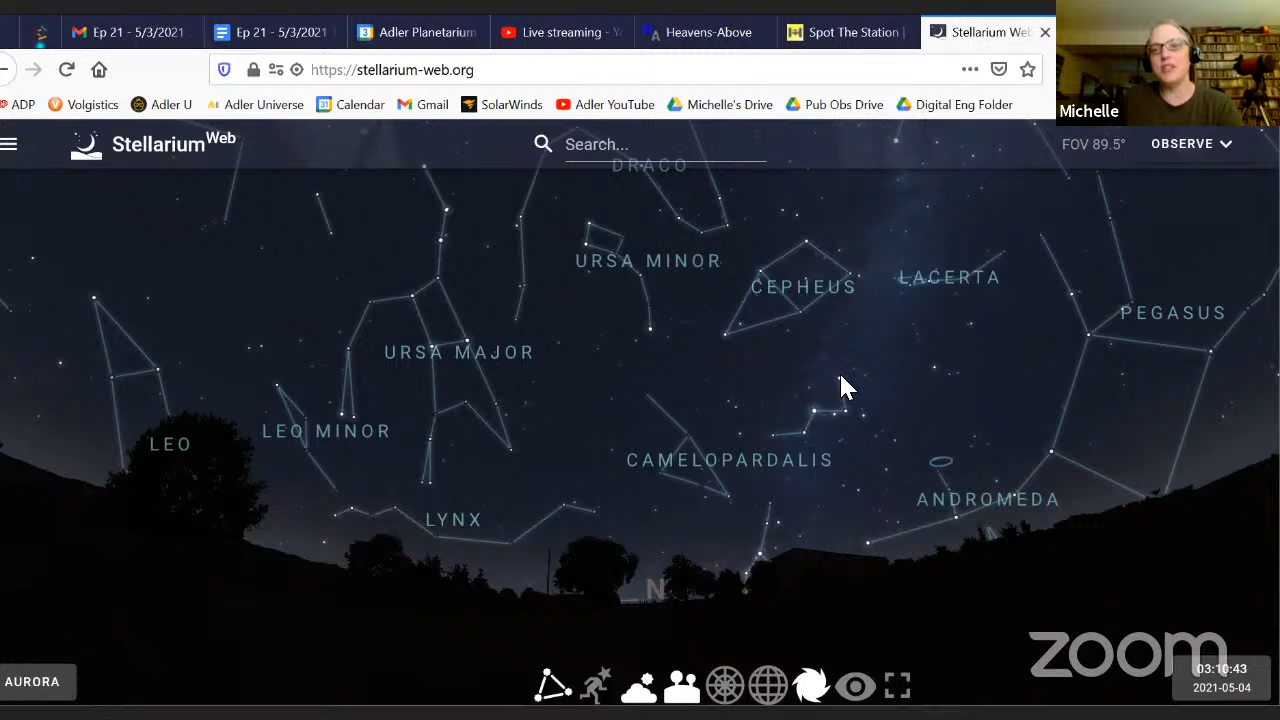 Ep 21 - 5/3/2021
Ep 21 - 5/3/2021
Adler Planetarium
Live streaming - Y
Heavens-Above
Spot The Station |
Stellarium Web
https://stellarium-web.org
ADP
Volgistics
Adler U
Adler Universe
Calendar
Gmail
SolarWinds
Adler YouTube
Michelle's Drive
Pub Obs Drive
Digital Eng Folder
Michelle
StellariumWeb
Search...
FOV 89.5°
OBSERVE
DRACO
URSA MINOR
CEPHEUS
LACERTA
PEGASUS
URSA MAJOR
LEO
LEO MINOR
CAMELOPARDALIS
LYNX
ANDROMEDA
N
zoom
AURORA
03:10:43
2021-05-04